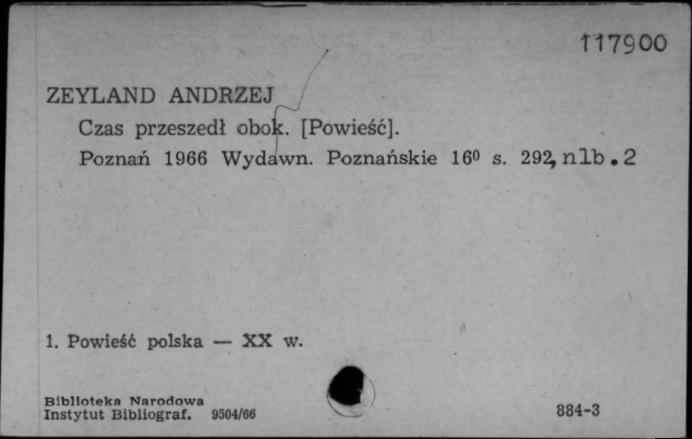 117900
ZEYLAND ANDRZEJ
Czas przeszedł obok. [Powieść].
Poznań 1966 Wydawn. Poznańskie 16⁰ s. 292, nlb. 2
1. Powieść polska — XX w.
Biblioteka Narodowa
Instytut Bibliograf. 9504/66
884-3